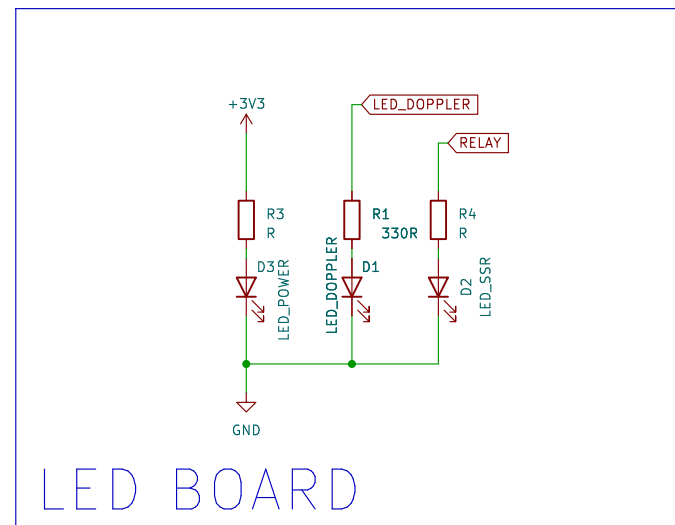 +3V3
LED_DOPPLER
RELAY
R3
R
R1
330R
R4
R
D3
LED_POWER
LED_DOPPLER
D1
D2
LED_SSR
GND
LED BOARD